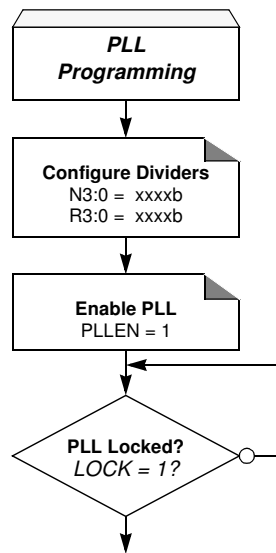 PLL
Programming
Configure Dividers
N3:0 = xxxxb
R3:0 = xxxxb
Enable PLL
PLLEN = 1
PLL Locked?
LOCK = 1?